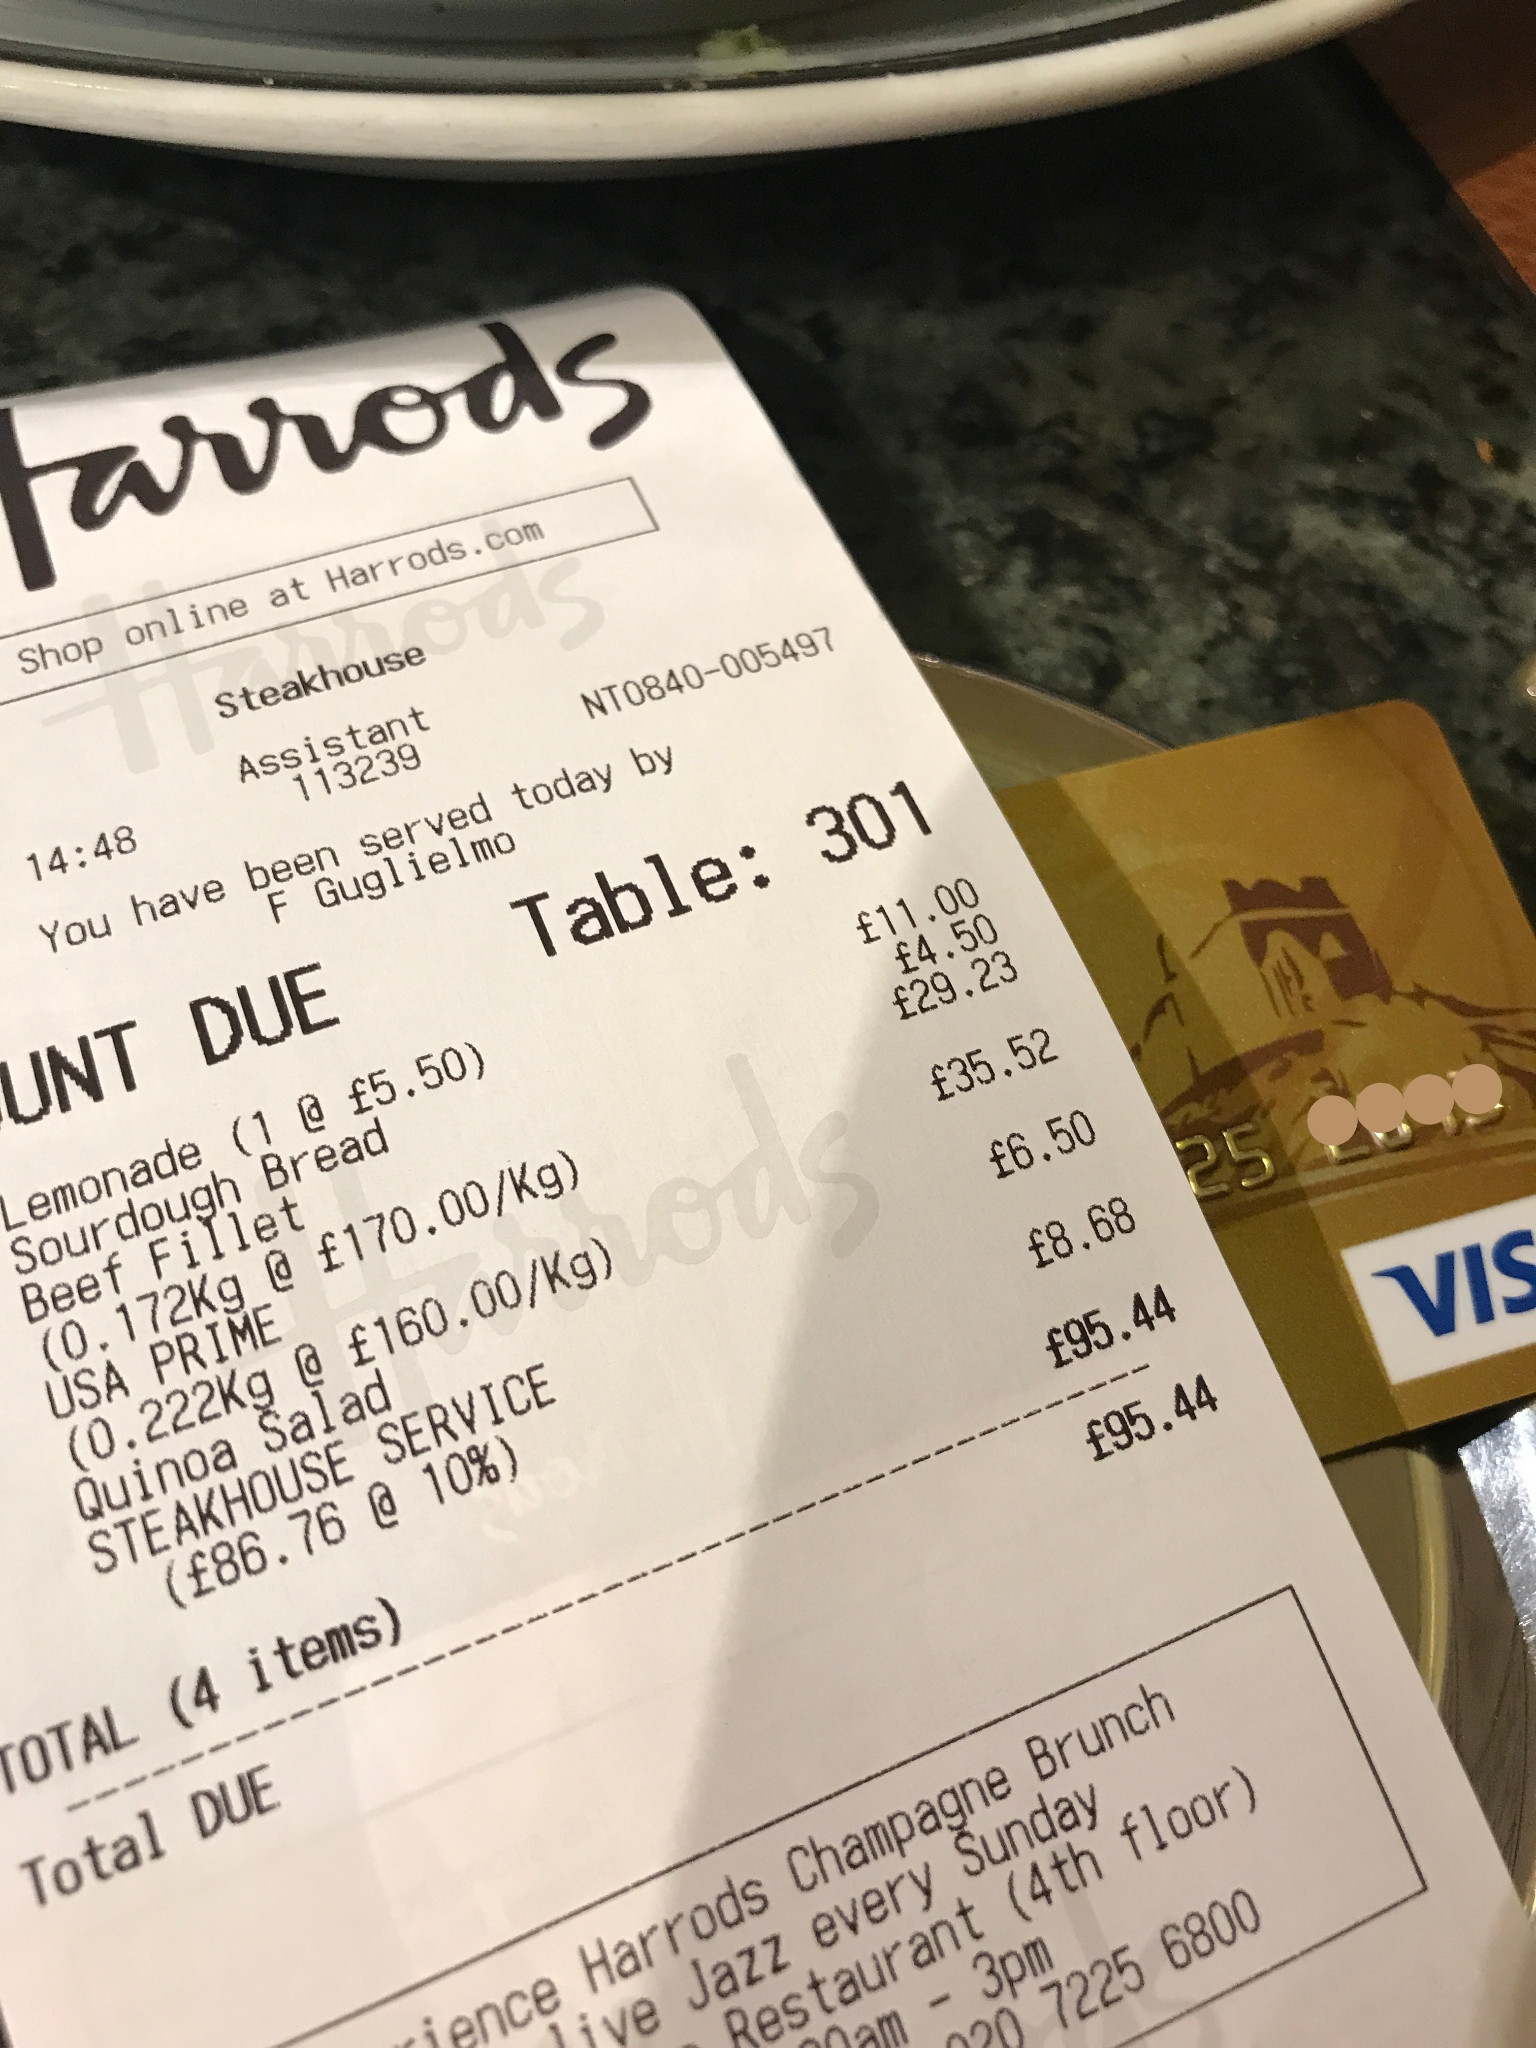 Harrods
Shop online at Harrods.com
Steakhouse
Assistant NT0840-005497
113239
14:48
You have been served today by
F Guglielmo
Table: 301
UNT DUE
Lemonade (1 @ £5.50) £11.00
Sourdough Bread £4.50
Beef Fillet £29.23
(0.172Kg @ £170.00/Kg)
USA PRIME £35.52
(0.222Kg @ £160.00/Kg)
Quinoa Salad £6.50
STEAKHOUSE SERVICE £8.68
(£86.76 @ 10%)
TOTAL (4 items) £95.44
Total DUE £95.44
rience Harrods Champagne Brunch
live Jazz every Sunday
Restaurant (4th floor)
00am - 3pm
020 7225 6800
25
VIS